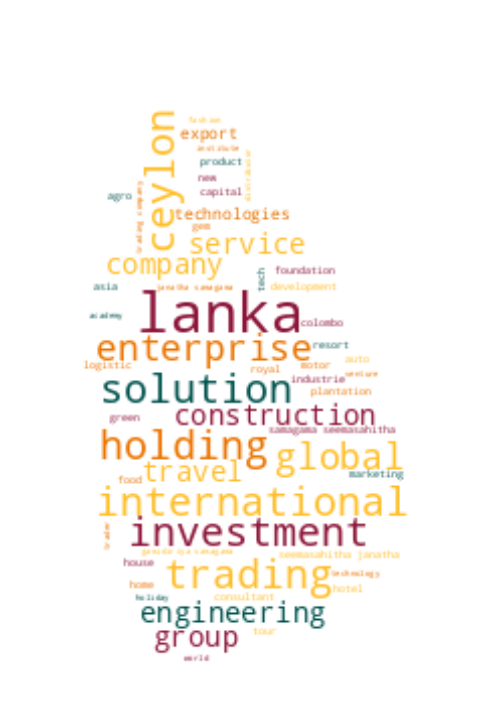 fashion
ceylon
export
institute
product
distributor
new
trading company
agro
capital
technologies
gem
service
company
tech
foundation
asia
janatha samagama
development
lanka
academy
colombo
enterprise
resort
logistic
auto
royal
motor
venture
solution
industrie
plantation
green
construction
samagama seemasahitha
holding
global
travel
marketing
food
international
trader
investment
seemasahitha janatha
house
trading
technology
home
hotel
holiday
consultant
engineering
group
tour
world